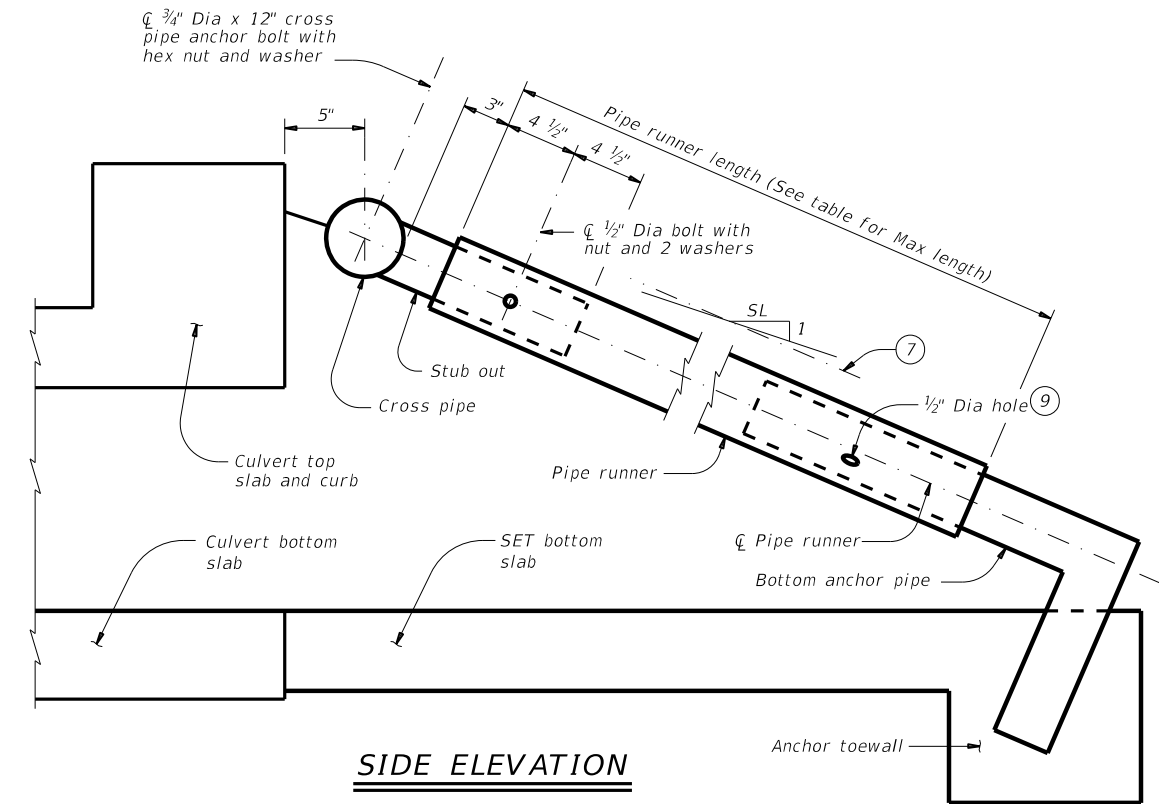 ℄ ¾" Dia x 12" cross
pipe anchor bolt with
hex nut and washer
5"
3"
4 ½"
4 ½"
Pipe runner length (See table for Max length)
℄ ½" Dia bolt with
nut and 2 washers
SL
1
7
½" Dia hole 9
Stub out
Cross pipe
Culvert top
slab and curb
Pipe runner
Culvert bottom
slab
SET bottom
slab
℄ Pipe runner
Bottom anchor pipe
Anchor toewall
SIDE ELEVATION